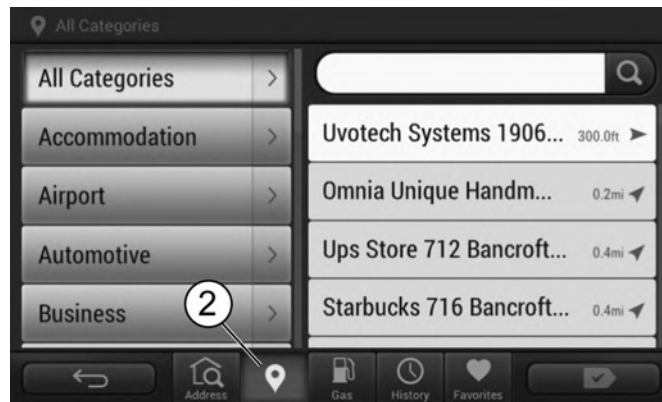 All Categories
All Categories >
Accommodation >
Airport >
Automotive >
Business >
Uvotech Systems 1906... 300.0ft
Omnia Unique Handm... 0.2mi
Ups Store 712 Bancroft... 0.4mi
Starbucks 716 Bancroft... 0.4mi
2
Address
Gas
History
Favorites